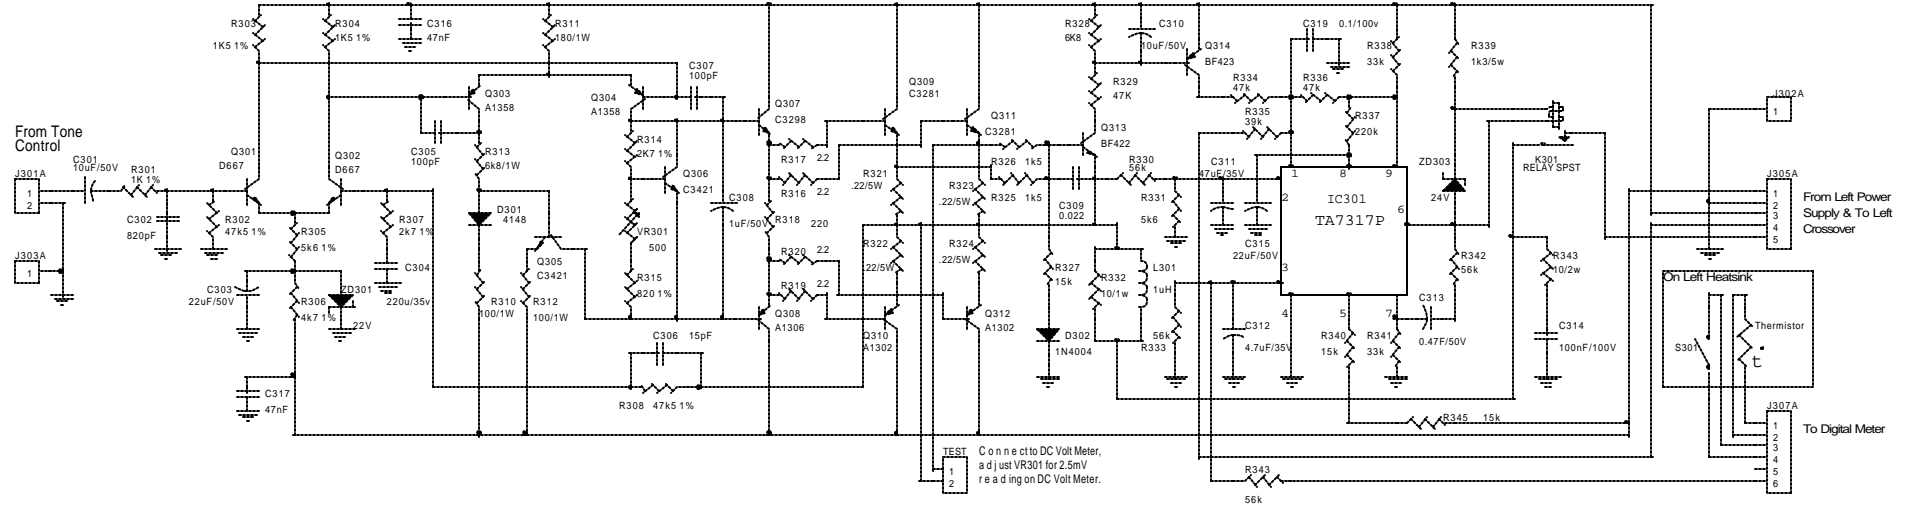 From Tone
Control
J301A
1
2
J303A
1
C301
10uF/50V
R301
1K 1%
C302
820pF
R302
47k5 1%
R303
1K5 1%
R304
1K5 1%
C316
47nF
Q301
D667
Q302
D667
R305
5k6 1%
C303
22uF/50V
R306
4k7 1%
ZD301
22V
C317
47nF
R307
2k7 1%
C304
220u/35v
C305
100pF
Q303
A1358
R311
180/1W
R313
6k8/1W
D301
4148
R310
100/1W
R312
100/1W
Q305
C3421
Q304
A1358
C307
100pF
R314
2K7 1%
Q306
C3421
VR301
500
R315
820 1%
C308
1uF/50V
C306 15pF
R308 47k5 1%
Q307
C3298
R317 2.2
R316 2.2
R318 220
R320 2.2
R319 2.2
Q308
A1306
Q309
C3281
R321
.22/5W
R322
.22/5W
Q310
A1302
Q311
C3281
R323
.22/5W
R324
.22/5W
Q312
A1302
R326 1k5
R325 1k5
TEST
1
2
Connect to DC Volt Meter,
adjust VR301 for 2.5mV
reading on DC Volt Meter.
R328
6K8
R329
47K
C310
10uF/50V
Q313
BF422
Q314
BF423
C309
0.022
R330
56k
R331
5k6
R327
15k
D302
1N4004
R332
10/1w
L301
1uH
56k
R333
C311
47uF/35V
C315
22uF/50V
C312
4.7uF/35V
R334
47k
R335
39k
R336
47k
R337
220k
C319 0.1/100v
R338
33k
1 8 9
2
IC301
TA7317P
6
3
4 5 7
R340
15k
R341
33k
C313
0.47F/50V
R342
56k
R339
1k3/5w
ZD303
24V
K301
RELAY SPST
R343
10/2w
C314
100nF/100V
R345 15k
R343
56k
J302A
1
J305A
1
2
3
4
5
From Left Power
Supply & To Left
Crossover
On Left Heatsink
S301
Thermistor
t
J307A
1
2
3
4
5
6
To Digital Meter